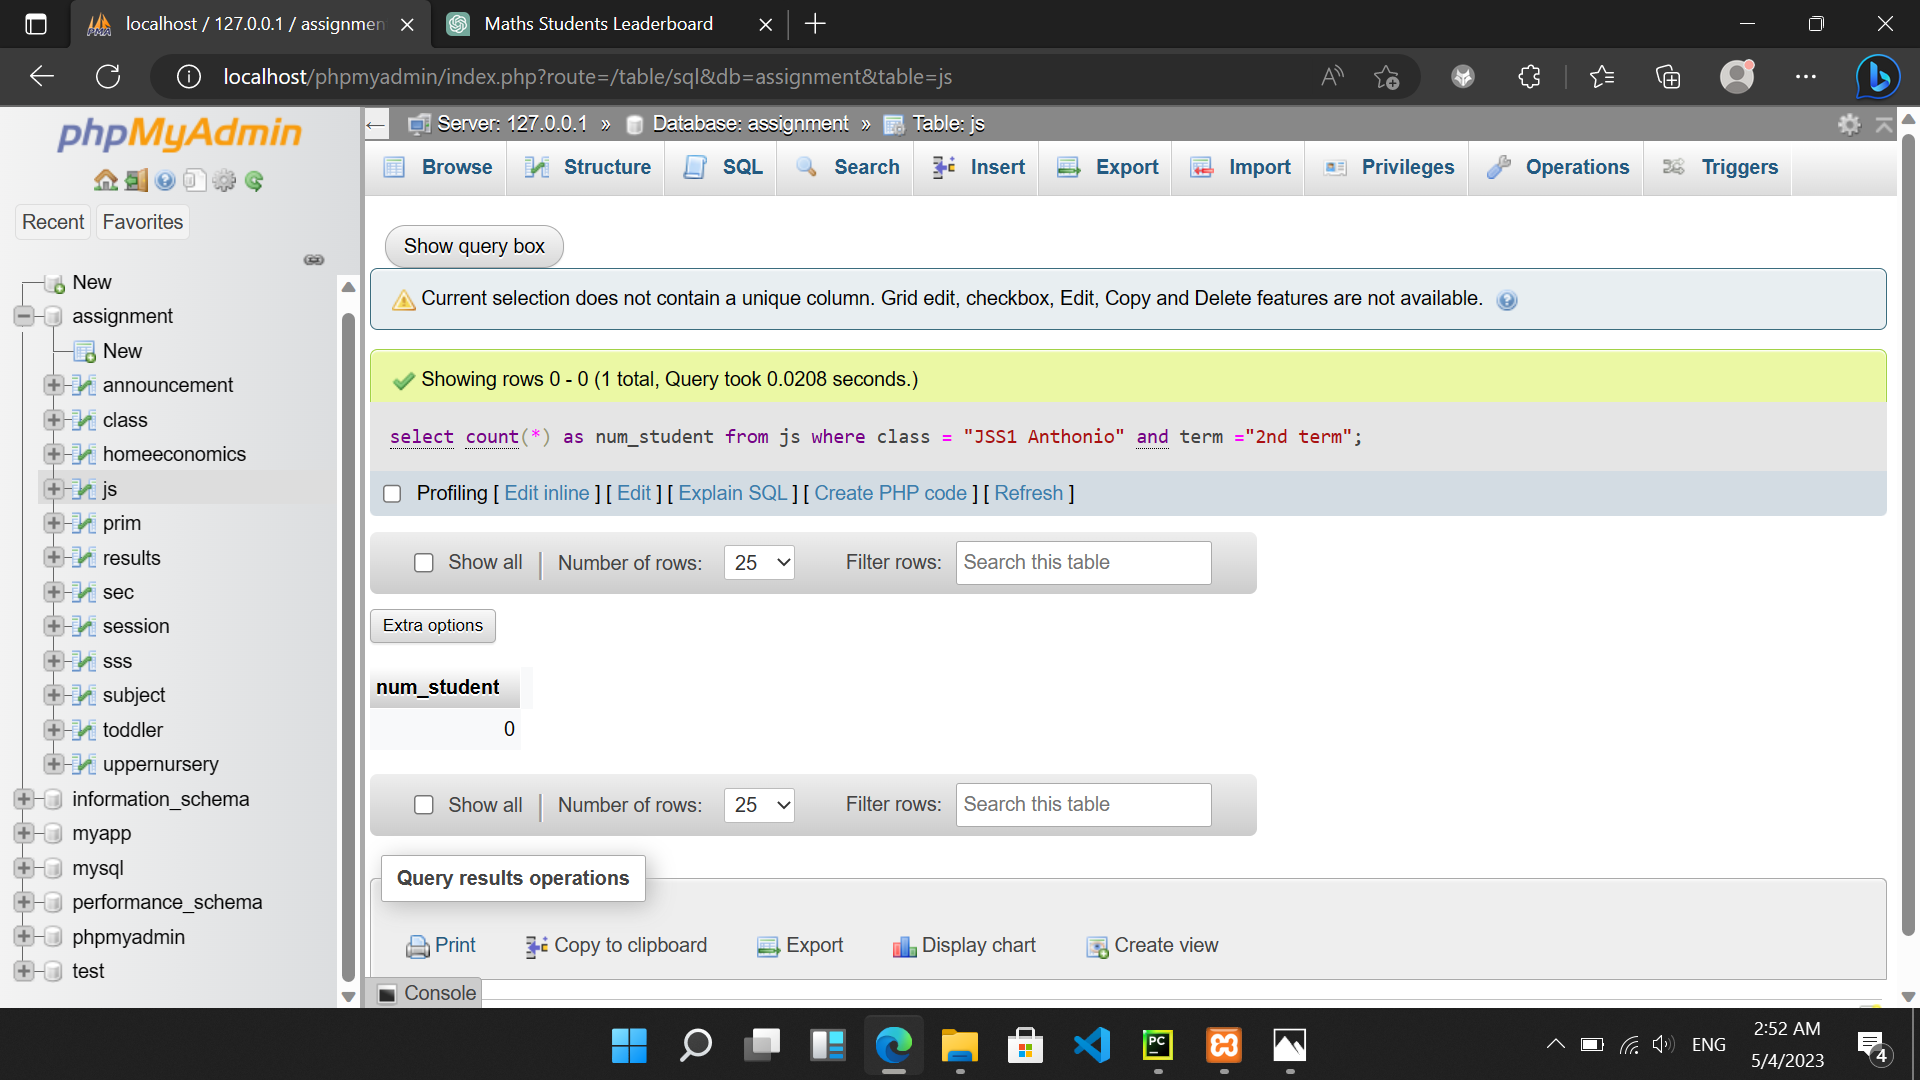 localhost / 127.0.0.1 / assignmen
Maths Students Leaderboard
localhost/phpmyadmin/index.php?route=/table/sql&db=assignment&table=js
phpMyAdmin
Recent
Favorites
New
assignment
New
announcement
class
homeeconomics
js
prim
results
sec
session
sss
subject
toddler
uppernursery
information_schema
myapp
mysql
performance_schema
phpmyadmin
test
Server: 127.0.0.1 » Database: assignment » Table: js
Browse Structure SQL Search Insert Export Import Privileges Operations Triggers
Show query box
Current selection does not contain a unique column. Grid edit, checkbox, Edit, Copy and Delete features are not available.
Showing rows 0 - 0 (1 total, Query took 0.0208 seconds.)
select count(*) as num_student from js where class = "JSS1 Anthonio" and term ="2nd term";
Profiling [ Edit inline ] [ Edit ] [ Explain SQL ] [ Create PHP code ] [ Refresh ]
Show all | Number of rows: 25 Filter rows: Search this table
Extra options
num_student
0
Show all | Number of rows: 25 Filter rows: Search this table
Query results operations
Print Copy to clipboard Export Display chart Create view
Console
ENG
2:52 AM
5/4/2023
4